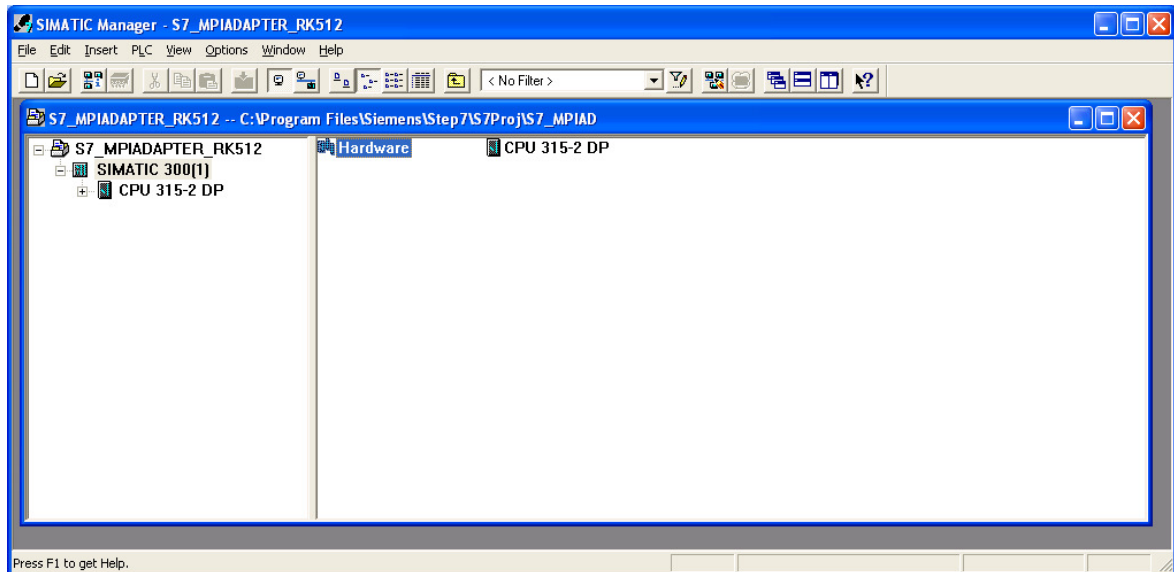 SIMATIC Manager - S7_MPIADAPTER_RK512
File Edit Insert PLC View Options Window Help
< No Filter >
S7_MPIADAPTER_RK512 -- C:\Program Files\Siemens\Step7\S7Proj\S7_MPIAD
S7_MPIADAPTER_RK512
SIMATIC 300(1)
CPU 315-2 DP
Hardware CPU 315-2 DP
Press F1 to get Help.